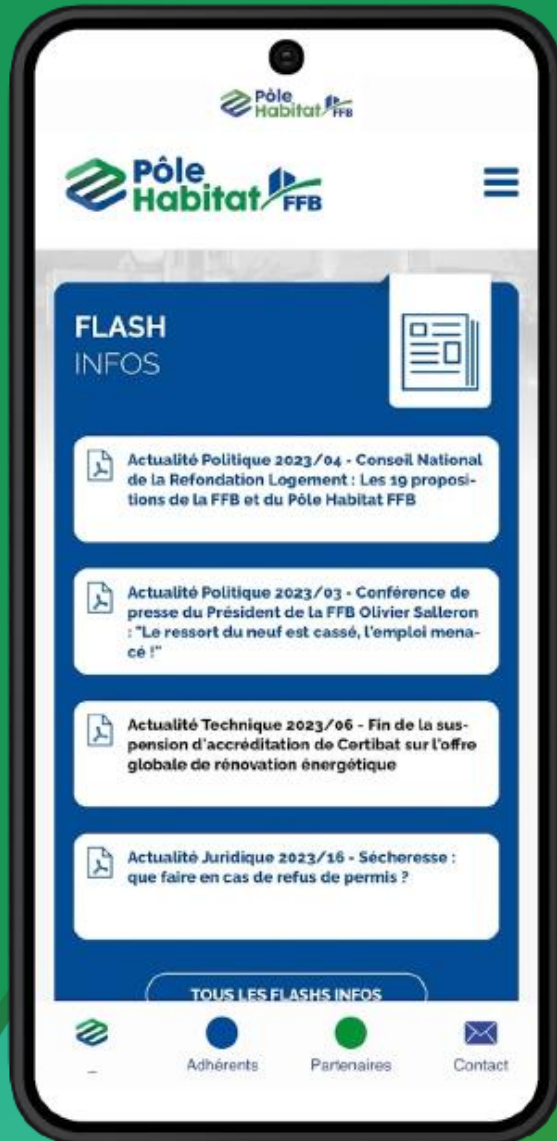 Pôle
Habitat FFB
Pôle
Habitat FFB
FLASH
INFOS
Actualité Politique 2023/04 - Conseil National
de la Refondation Logement : Les 19 proposi-
tions de la FFB et du Pôle Habitat FFB
Actualité Politique 2023/03 - Conférence de
presse du Président de la FFB Olivier Salleron
: "Le ressort du neuf est cassé, l'emploi mena-
cé !"
Actualité Technique 2023/06 - Fin de la sus-
pension d'accréditation de Certibat sur l'offre
globale de rénovation énergétique
Actualité Juridique 2023/16 - Sécheresse :
que faire en cas de refus de permis ?
TOUS LES FLASHS INFOS
_
Adhérents
Partenaires
Contact